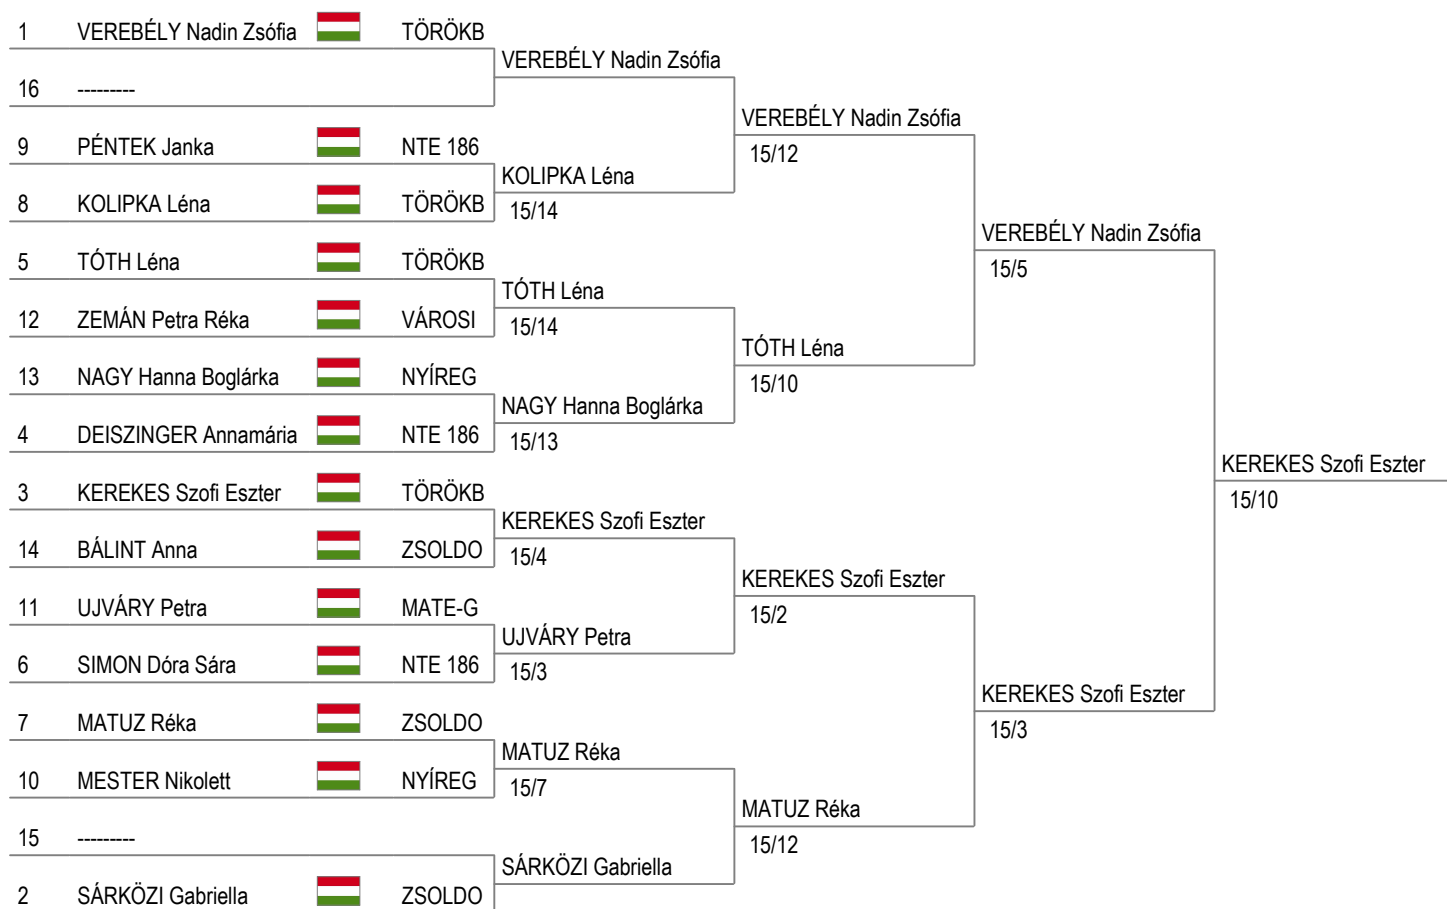 1 VEREBÉLY Nadin Zsófia TÖRÖKB
VEREBÉLY Nadin Zsófia
16 ---------
VEREBÉLY Nadin Zsófia
15/12
9 PÉNTEK Janka NTE 186
KOLIPKA Léna
15/14
8 KOLIPKA Léna TÖRÖKB
VEREBÉLY Nadin Zsófia
15/5
5 TÓTH Léna TÖRÖKB
TÓTH Léna
15/14
12 ZEMÁN Petra Réka VÁROSI
TÓTH Léna
15/10
13 NAGY Hanna Boglárka NYÍREG
NAGY Hanna Boglárka
15/13
4 DEISZINGER Annamária NTE 186
KEREKES Szofi Eszter
15/10
3 KEREKES Szofi Eszter TÖRÖKB
KEREKES Szofi Eszter
15/4
14 BÁLINT Anna ZSOLDO
KEREKES Szofi Eszter
15/2
11 UJVÁRY Petra MATE-G
UJVÁRY Petra
15/3
6 SIMON Dóra Sára NTE 186
KEREKES Szofi Eszter
15/3
7 MATUZ Réka ZSOLDO
MATUZ Réka
15/7
10 MESTER Nikolett NYÍREG
MATUZ Réka
15/12
15 ---------
SÁRKÖZI Gabriella
2 SÁRKÖZI Gabriella ZSOLDO